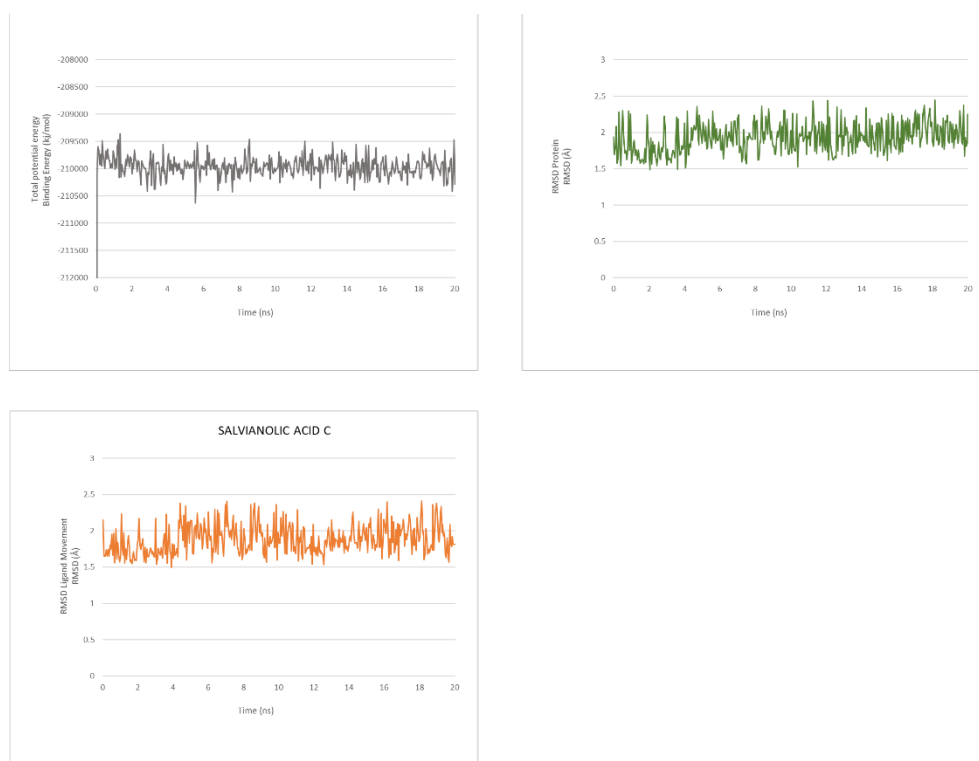 -208000
-208500
-209000
-209500
-210000
-210500
-211000
-211500
-212000
Total potential energy
Binding Energy (kj/mol)
0 2 4 6 8 10 12 14 16 18 20
Time (ns)
3
2.5
2
1.5
1
0.5
0
RMSD Protein
RMSD (Å)
0 2 4 6 8 10 12 14 16 18 20
Time (ns)
SALVIANOLIC ACID C
3
2.5
2
1.5
1
0.5
0
RMSD Ligand Movement
RMSD (Å)
0 2 4 6 8 10 12 14 16 18 20
Time (ns)